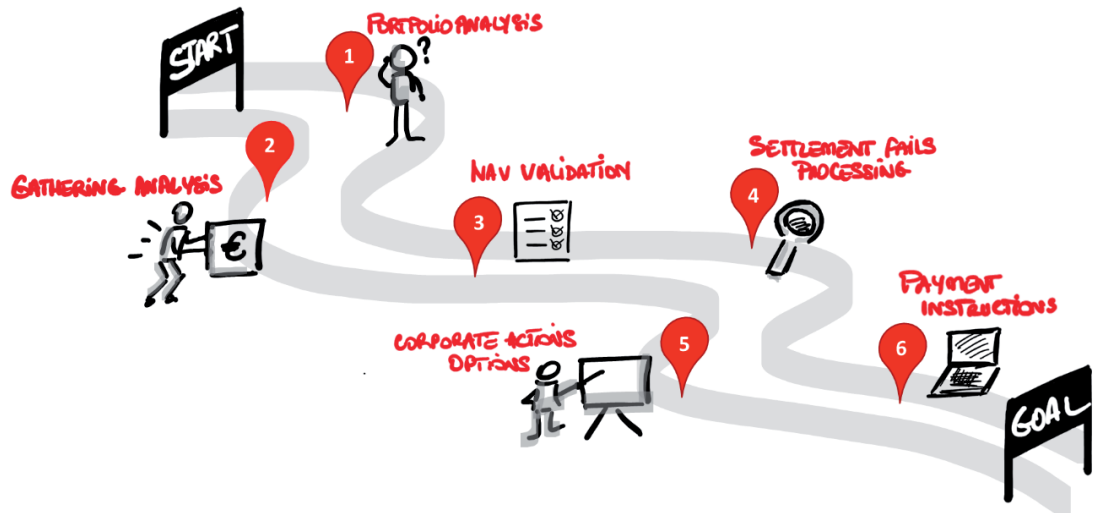 START
1
PORTFOLIO ANALYSIS
?
2
GATHERING ANALYSIS
€
3
NAV VALIDATION
4
SETTLEMENT FAILS
PROCESSING
5
CORPORATE ACTIONS
OPTIONS
6
PAYMENT
INSTRUCTIONS
GOAL